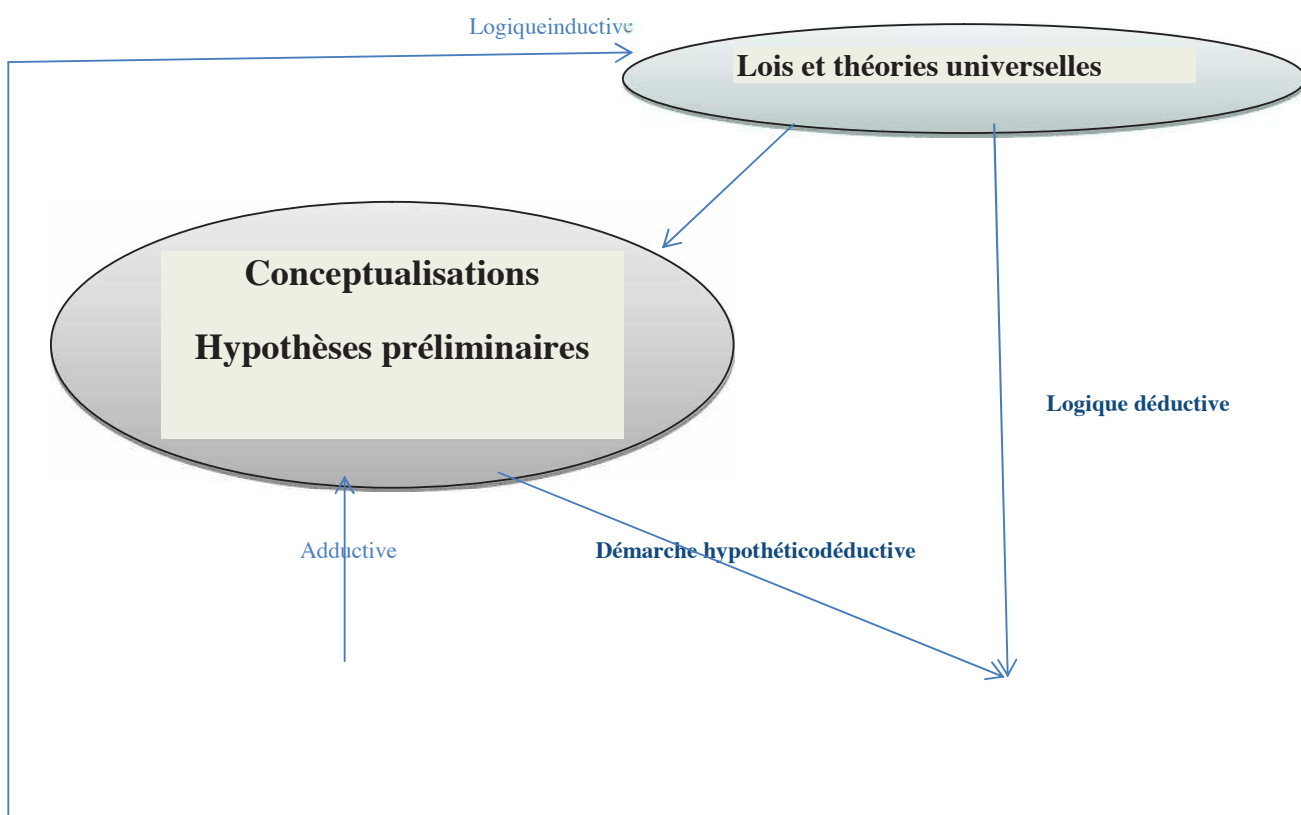 Logiqueinductive
Lois et théories universelles
Conceptualisations
Hypothèses préliminaires
Logique déductive
Adductive
Démarche hypothéticodéductive